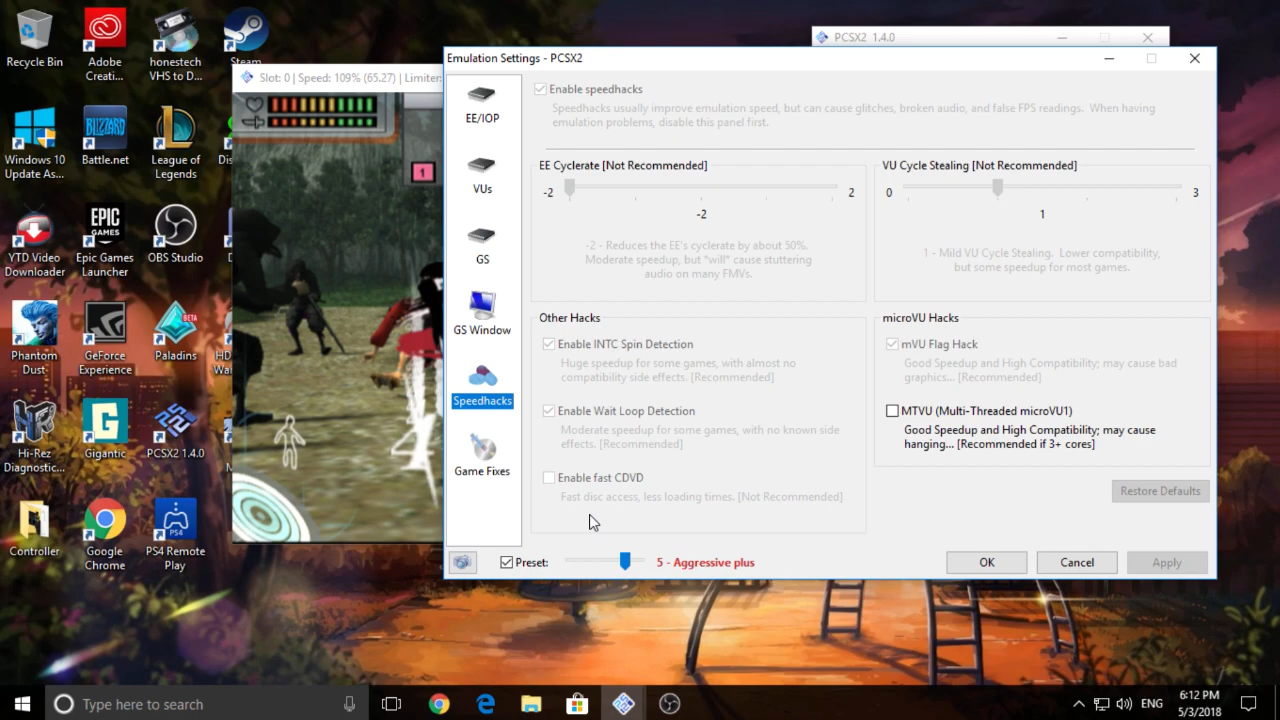 Recycle Bin
Adobe
Creati...
honestech
VHS to D...
Steam
Windows 10
Update As...
BLIZZARD
Battle.net
League of
Legends
YTD Video
Downloader
EPIC
GAMES
Epic Games
Launcher
OBS Studio
Phantom
Dust
GeForce
Experience
BETA
Paladins
Hi-Rez
Diagnostic...
Gigantic
PCSX2 1.4.0
Controller
Google
Chrome
PS4
PS4 Remote
Play
Slot: 0 | Speed: 109% (65.27) | Limiter:
1
PCSX2 1.4.0
Emulation Settings - PCSX2
EE/IOP
VUs
GS
GS Window
Speedhacks
Game Fixes
Enable speedhacks
Speedhacks usually improve emulation speed, but can cause glitches, broken audio, and false FPS readings. When having
emulation problems, disable this panel first.
EE Cyclerate [Not Recommended]
-2
2
-2
-2 - Reduces the EE's cyclerate by about 50%.
Moderate speedup, but *will* cause stuttering
audio on many FMVs.
VU Cycle Stealing [Not Recommended]
0
3
1
1 - Mild VU Cycle Stealing. Lower compatibility,
but some speedup for most games.
Other Hacks
Enable INTC Spin Detection
Huge speedup for some games, with almost no
compatibility side effects. [Recommended]
Enable Wait Loop Detection
Moderate speedup for some games, with no known side
effects. [Recommended]
Enable fast CDVD
Fast disc access, less loading times. [Not Recommended]
microVU Hacks
mVU Flag Hack
Good Speedup and High Compatibility; may cause bad
graphics... [Recommended]
MTVU (Multi-Threaded microVU1)
Good Speedup and High Compatibility; may cause
hanging... [Recommended if 3+ cores]
Restore Defaults
Preset:
5 - Aggressive plus
OK
Cancel
Apply
Type here to search
ENG
6:12 PM
5/3/2018